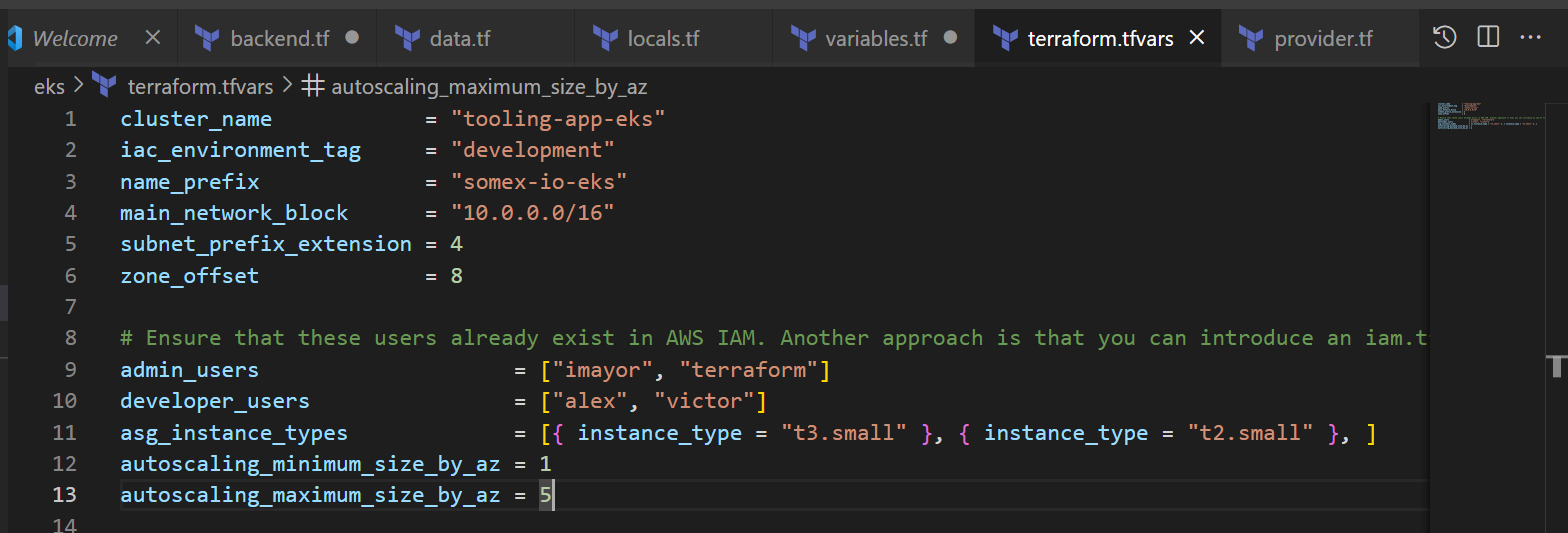 Welcome backend.tf data.tf locals.tf variables.tf terraform.tfvars provider.tf
eks > terraform.tfvars > # autoscaling_maximum_size_by_az
1 cluster_name = "tooling-app-eks"
2 iac_environment_tag = "development"
3 name_prefix = "somex-io-eks"
4 main_network_block = "10.0.0.0/16"
5 subnet_prefix_extension = 4
6 zone_offset = 8
7
8 # Ensure that these users already exist in AWS IAM. Another approach is that you can introduce an iam.t
9 admin_users = ["imayor", "terraform"]
10 developer_users = ["alex", "victor"]
11 asg_instance_types = [{ instance_type = "t3.small" }, { instance_type = "t2.small" }, ]
12 autoscaling_minimum_size_by_az = 1
13 autoscaling_maximum_size_by_az = 5
14